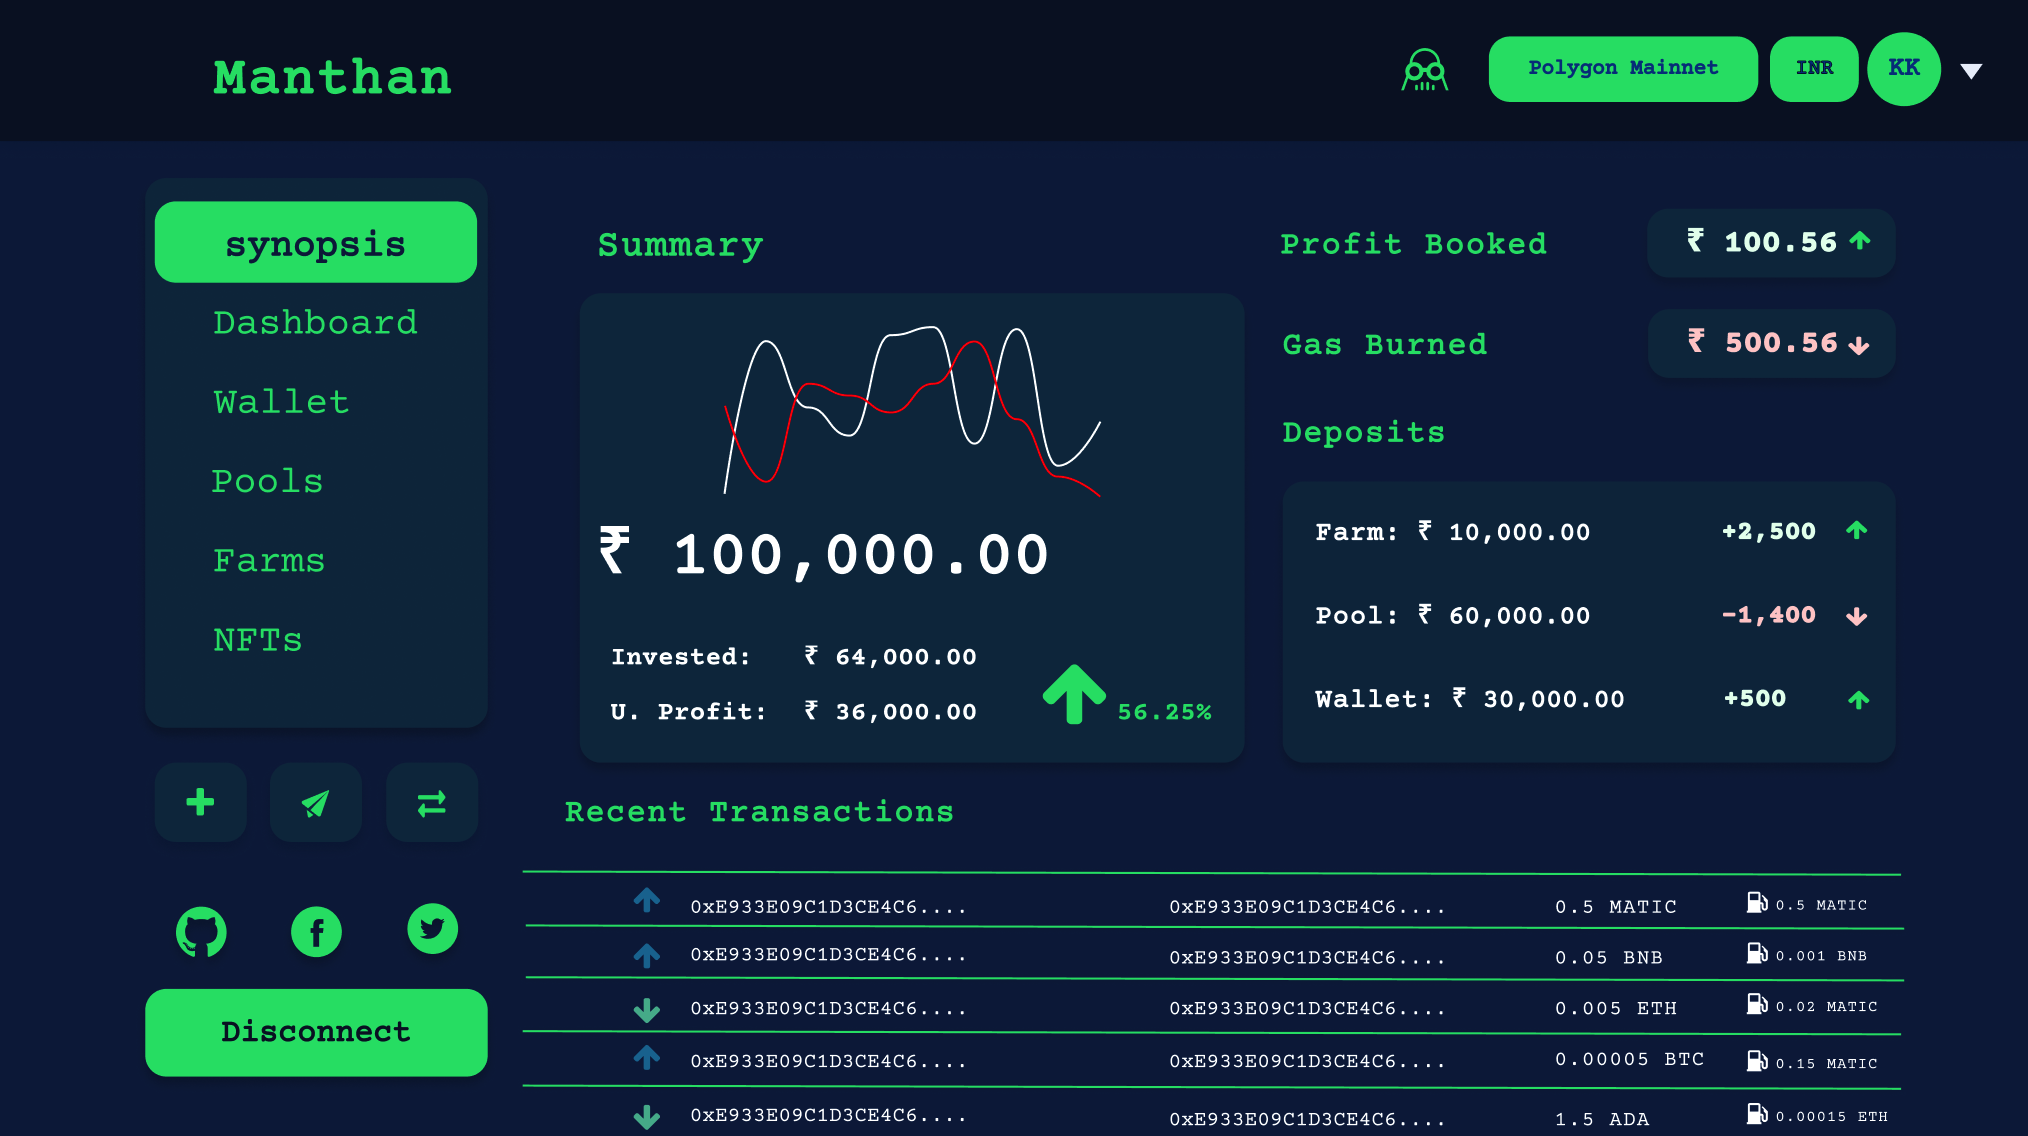 Manthan
Polygon Mainnet
INR
KK
synopsis
Dashboard
Wallet
Pools
Farms
NFTs
Disconnect
Summary
₹ 100,000.00
Invested: ₹ 64,000.00
U. Profit: ₹ 36,000.00
56.25%
Profit Booked ₹ 100.56
Gas Burned ₹ 500.56
Deposits
Farm: ₹ 10,000.00 +2,500
Pool: ₹ 60,000.00 -1,400
Wallet: ₹ 30,000.00 +500
Recent Transactions
0xE933E09C1D3CE4C6.... 0xE933E09C1D3CE4C6.... 0.5 MATIC 0.5 MATIC
0xE933E09C1D3CE4C6.... 0xE933E09C1D3CE4C6.... 0.05 BNB 0.001 BNB
0xE933E09C1D3CE4C6.... 0xE933E09C1D3CE4C6.... 0.005 ETH 0.02 MATIC
0xE933E09C1D3CE4C6.... 0xE933E09C1D3CE4C6.... 0.00005 BTC 0.15 MATIC
0xE933E09C1D3CE4C6.... 0xE933E09C1D3CE4C6.... 1.5 ADA 0.00015 ETH